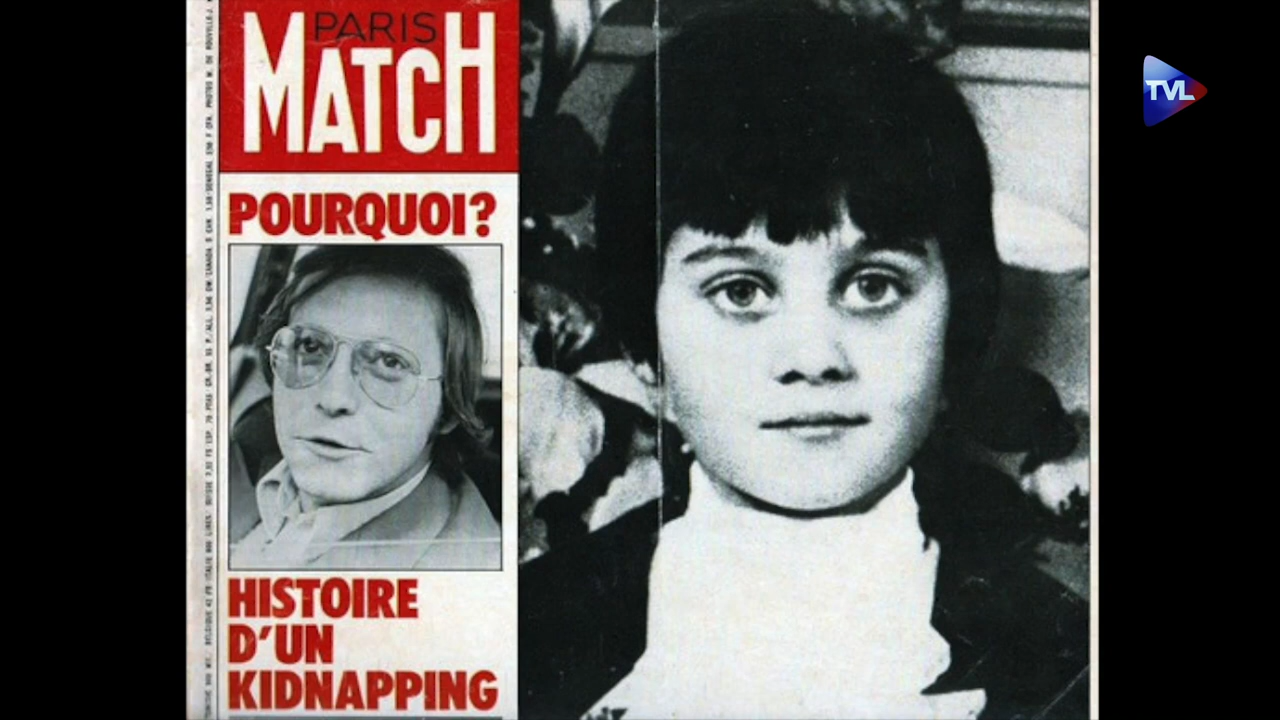 PARIS
MATCH
POURQUOI?
HISTOIRE
D'UN
KIDNAPPING
TVL